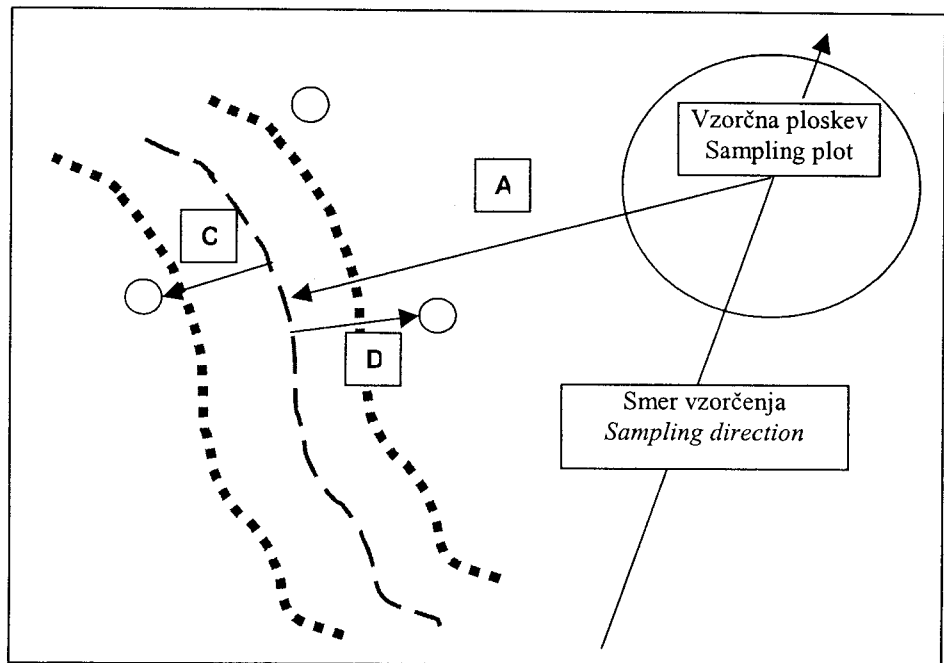 Vzorčna ploskev
Sampling plot
A
C
D
Smer vzorčenja
Sampling direction